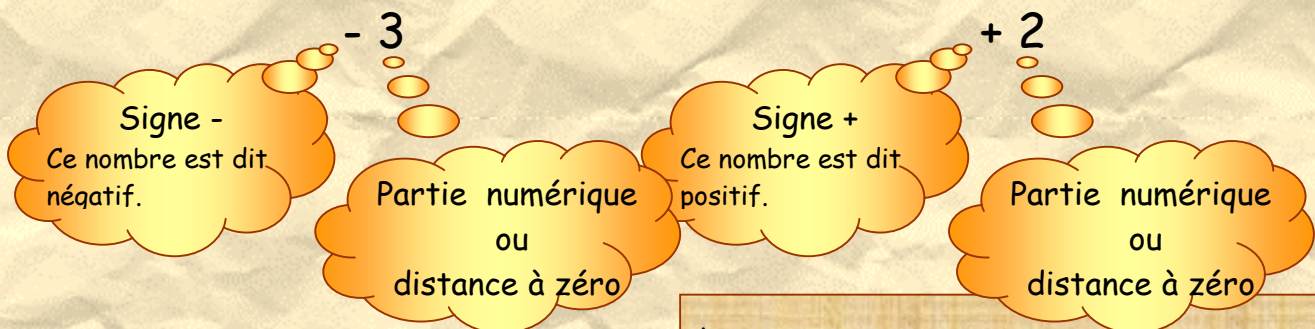 - 3
Signe -
Ce nombre est dit
négatif.
Partie numérique
ou
distance à zéro
+ 2
Signe +
Ce nombre est dit
positif.
Partie numérique
ou
distance à zéro